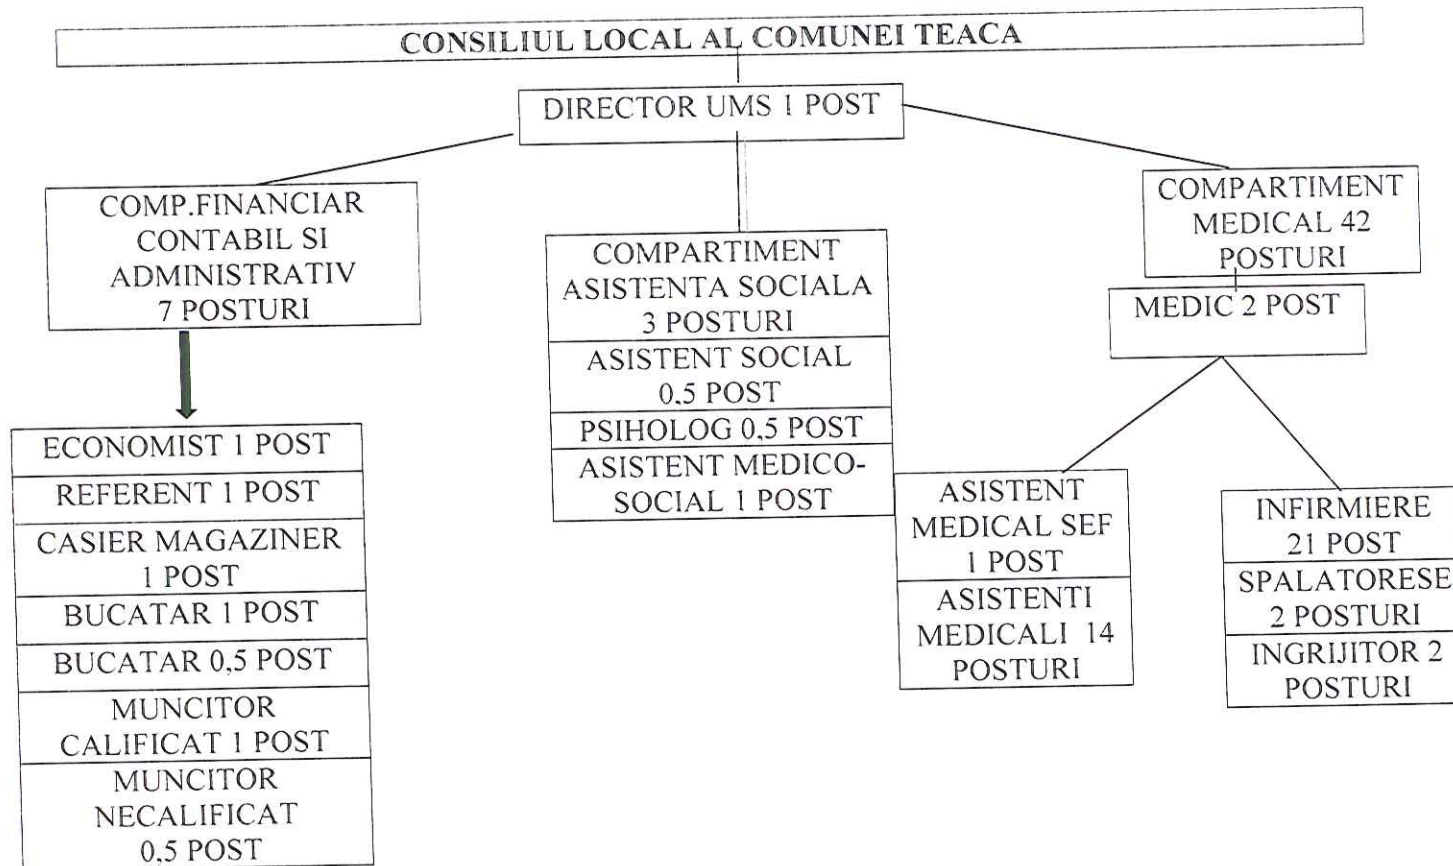 CONSILIUL LOCAL AL COMUNEI TEACA
DIRECTOR UMS 1 POST
COMP.FINANCIAR
CONTABIL SI
ADMINISTRATIV
7 POSTURI
ECONOMIST 1 POST
REFERENT 1 POST
CASIER MAGAZINER
1 POST
BUCATAR 1 POST
BUCATAR 0,5 POST
MUNCITOR
CALIFICAT 1 POST
MUNCITOR
NECALIFICAT
0,5 POST
COMPARTIMENT
ASISTENTA SOCIALA
3 POSTURI
ASISTENT SOCIAL
0,5 POST
PSIHOLOG 0,5 POST
ASISTENT MEDICO-
SOCIAL 1 POST
COMPARTIMENT
MEDICAL 42
POSTURI
MEDIC 2 POST
ASISTENT
MEDICAL SEF
1 POST
ASISTENTI
MEDICALI 14
POSTURI
INFIRMIERE
21 POST
SPALATORESE
2 POSTURI
INGRIJITOR 2
POSTURI